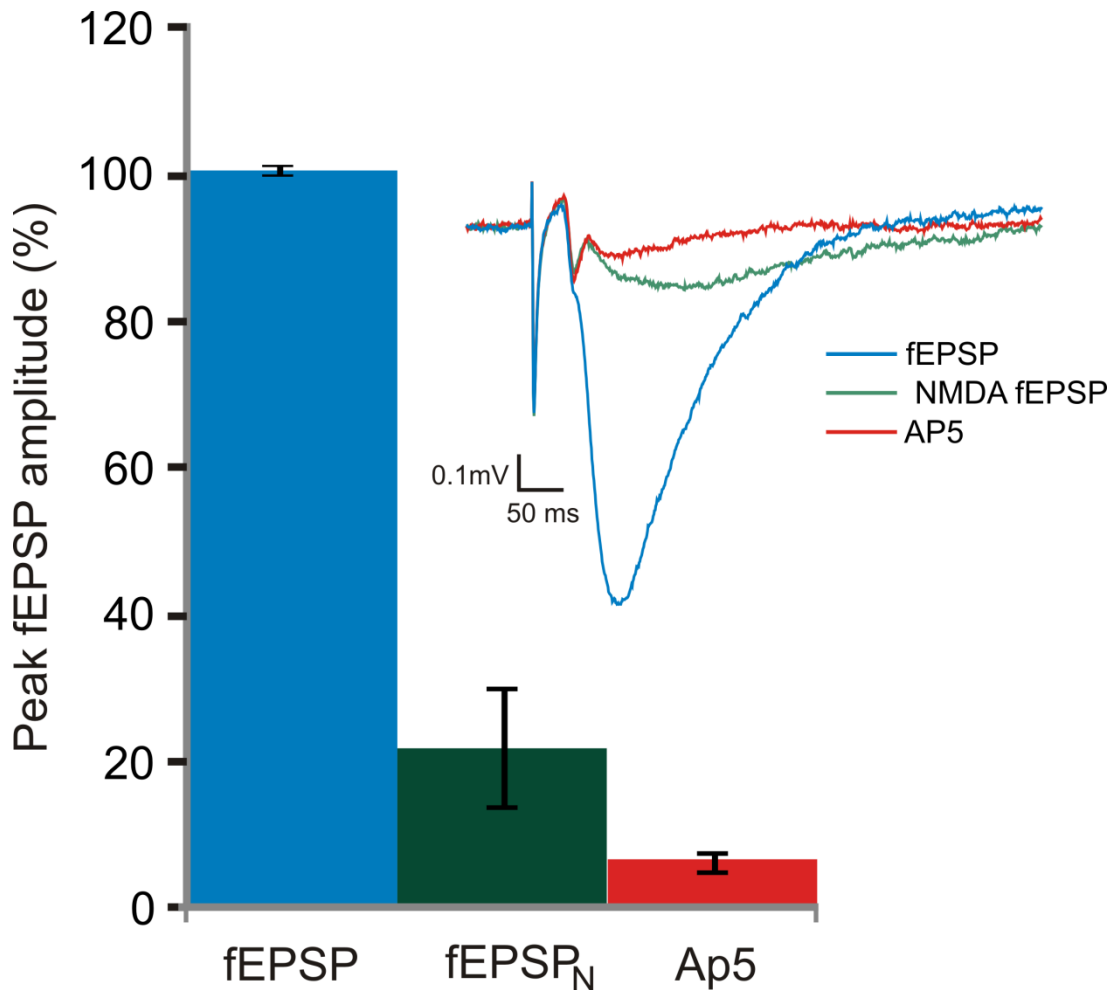 Peak fEPSP amplitude (%)
120
100
80
60
40
20
0
fEPSP
NMDA fEPSP
AP5
0.1mV
50 ms
fEPSP
fEPSPN
Ap5